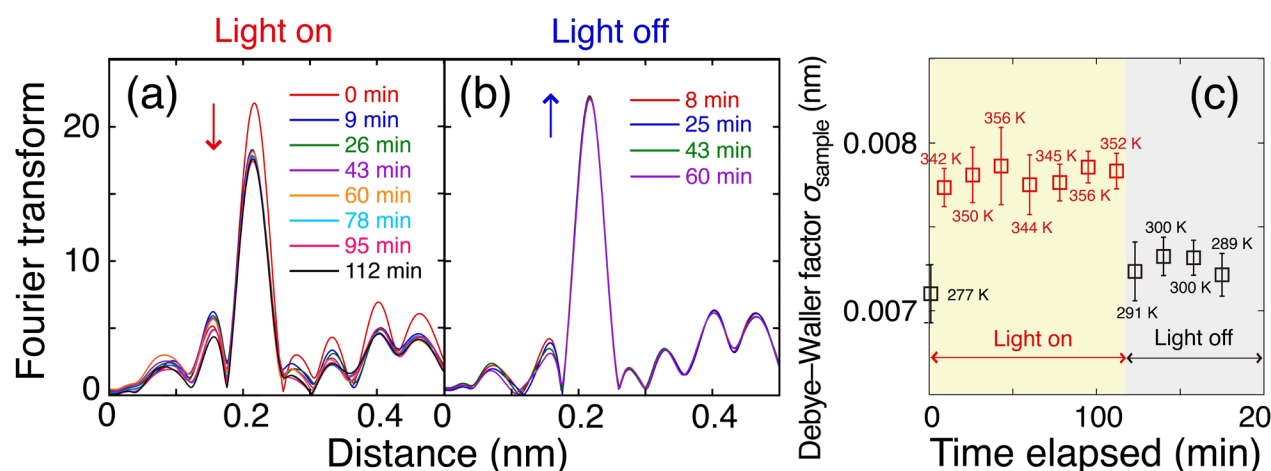 Light on
Light off
Fourier transform
20
10
0
(a)
0 min
9 min
26 min
43 min
60 min
78 min
95 min
112 min
(b)
8 min
25 min
43 min
60 min
0
0.2
0.4
0.2
0.4
Distance (nm)
Debye–Waller factor σsample (nm)
0.008
0.007
(c)
342 K
350 K
356 K
344 K
345 K
356 K
352 K
277 K
291 K
300 K
300 K
289 K
Light on
Light off
0
100
20
Time elapsed (min)